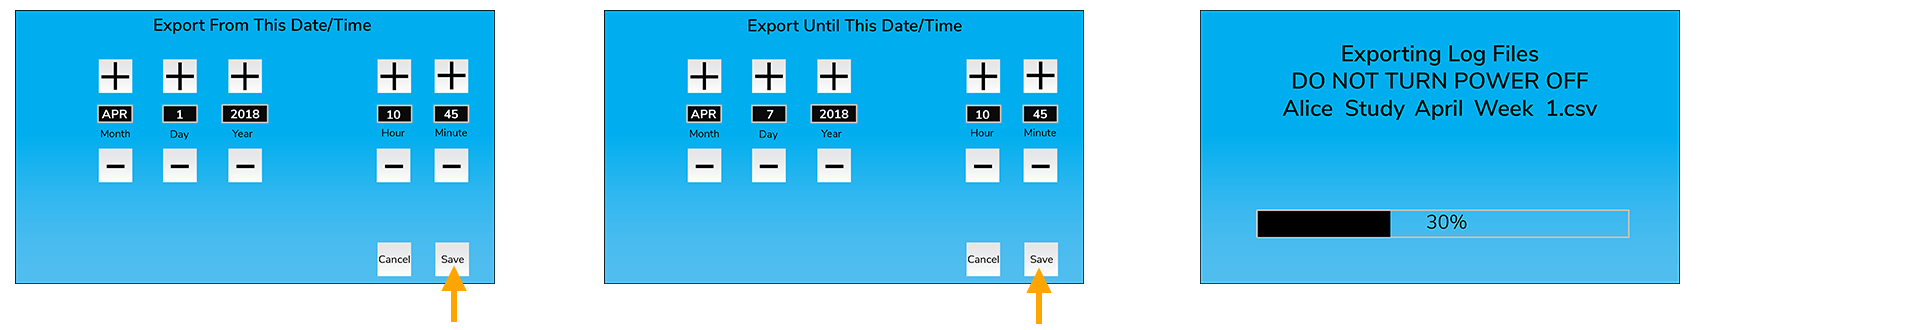 Export From This Date/Time
APR 1 2018 10 45
Month Day Year Hour Minute
Cancel Save
Export Until This Date/Time
APR 7 2018 10 45
Month Day Year Hour Minute
Cancel Save
Exporting Log Files
DO NOT TURN POWER OFF
Alice Study April Week 1.csv
30%